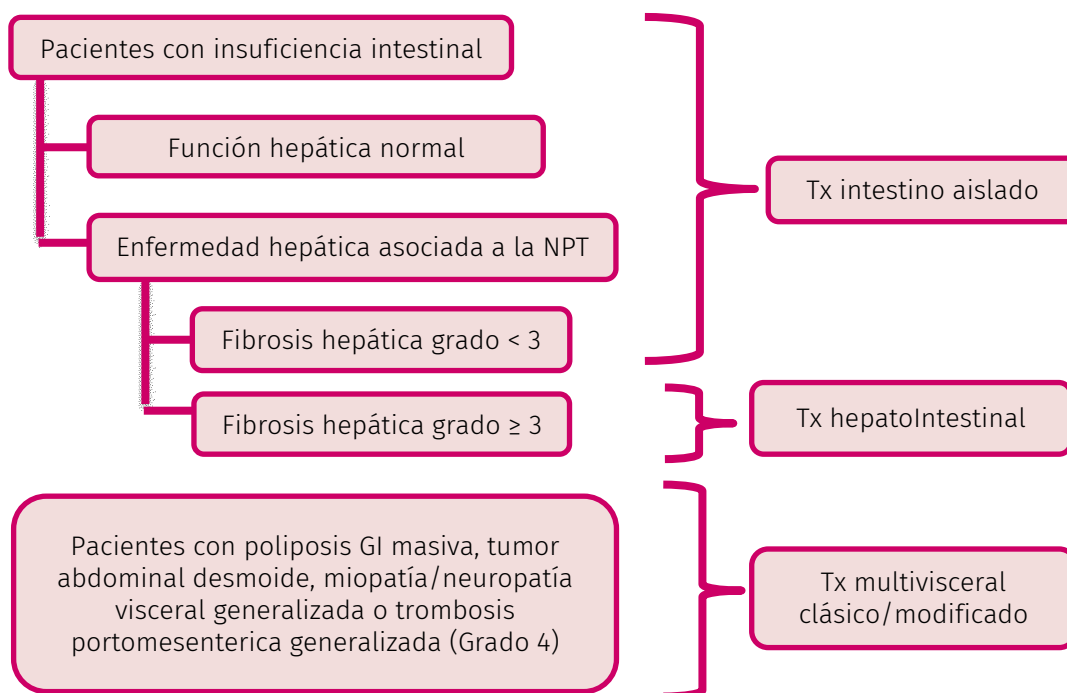 Pacientes con insuficiencia intestinal
Función hepática normal
Enfermedad hepática asociada a la NPT
Fibrosis hepática grado < 3
Fibrosis hepática grado ≥ 3
Tx intestino aislado
Tx hepatoIntestinal
Pacientes con poliposis GI masiva, tumor
abdominal desmoide, miopatía/neuropatía
visceral generalizada o trombosis
portomesenterica generalizada (Grado 4)
Tx multivisceral
clásico/modificado